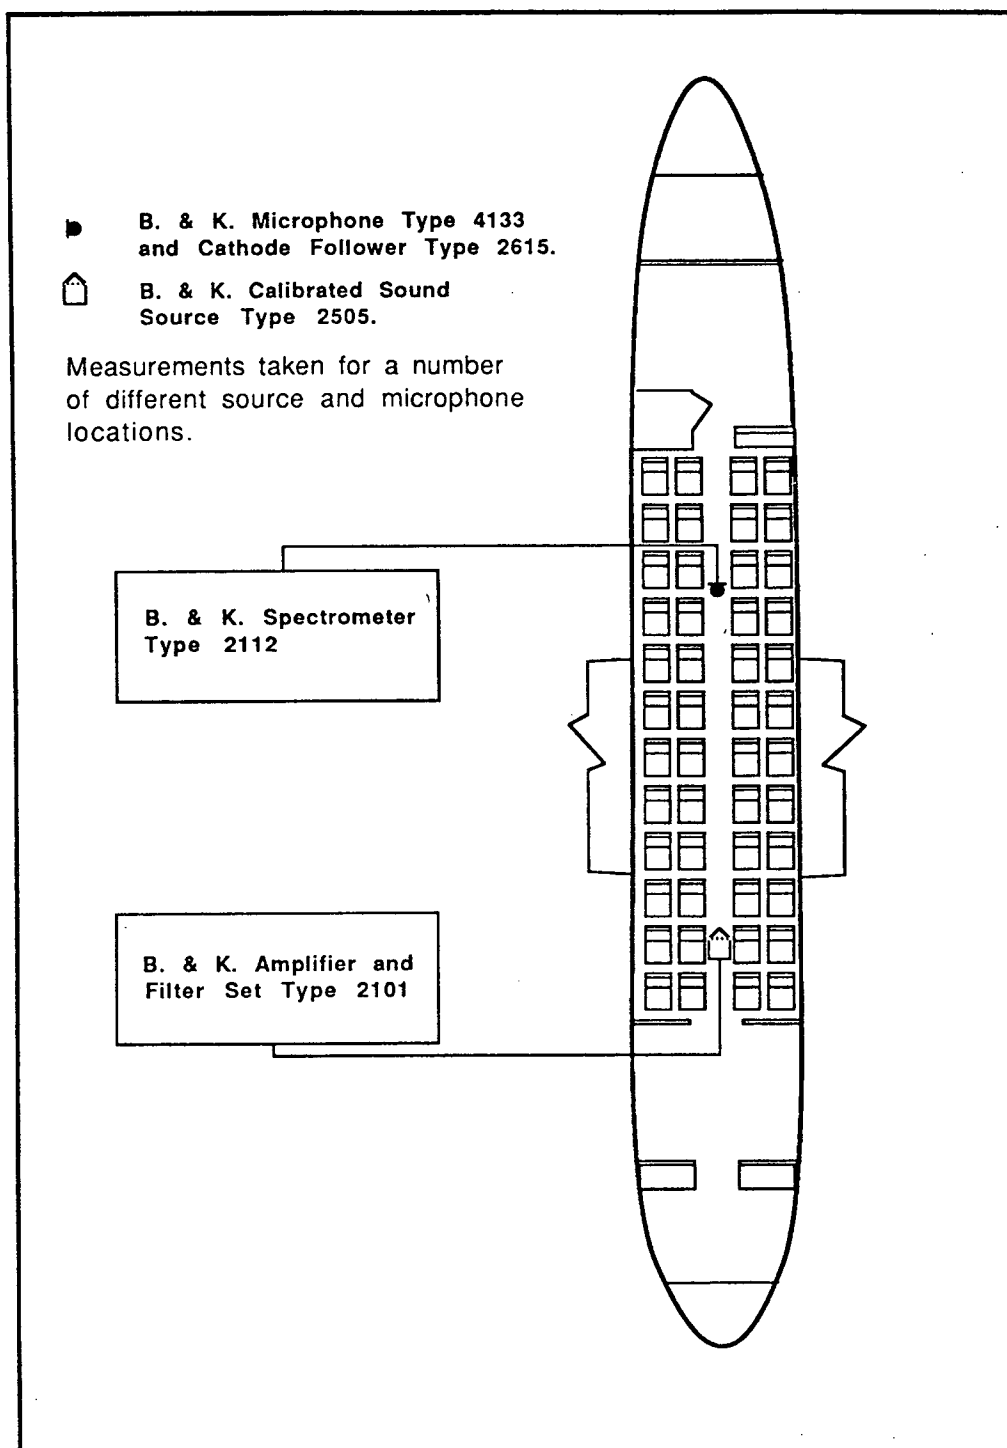 B. & K. Microphone Type 4133
and Cathode Follower Type 2615.
B. & K. Calibrated Sound
Source Type 2505.
Measurements taken for a number
of different source and microphone
locations.
B. & K. Spectrometer
Type 2112
B. & K. Amplifier and
Filter Set Type 2101